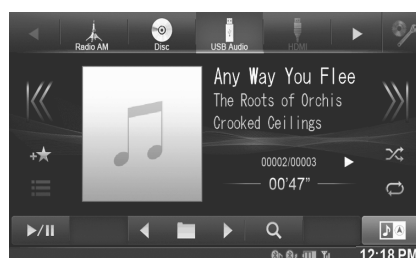 Radio AM
Disc
USB Audio
HDMI
Any Way You Flee
The Roots of Orchis
Crooked Ceilings
00002/00003
00'47"
12:18 PM